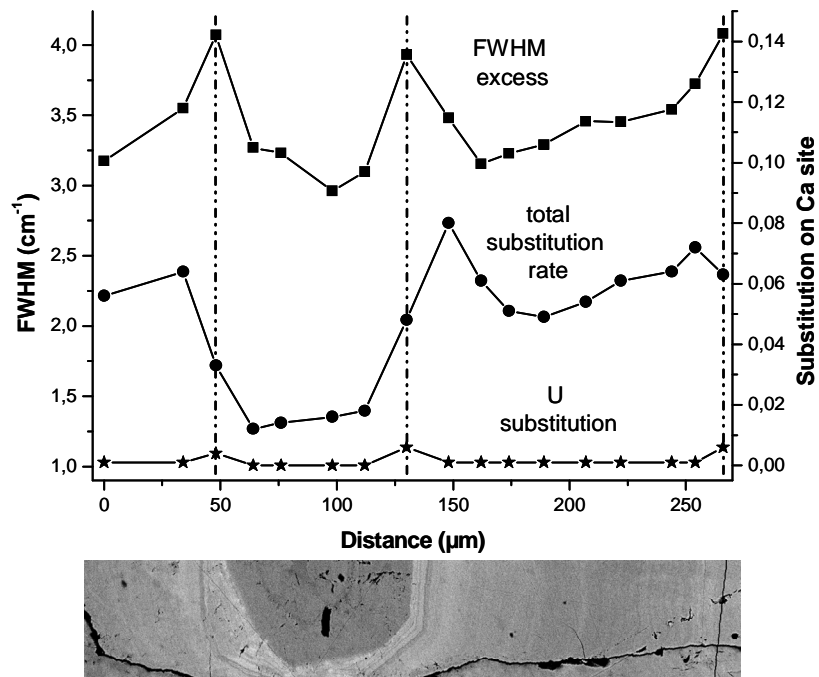 4,0
3,5
3,0
2,5
2,0
1,5
1,0
FWHM (cm-1)
FWHM
excess
total
substitution
rate
U
substitution
0,14
0,12
0,10
0,08
0,06
0,04
0,02
0,00
Substitution on Ca site
0 50 100 150 200 250
Distance (µm)